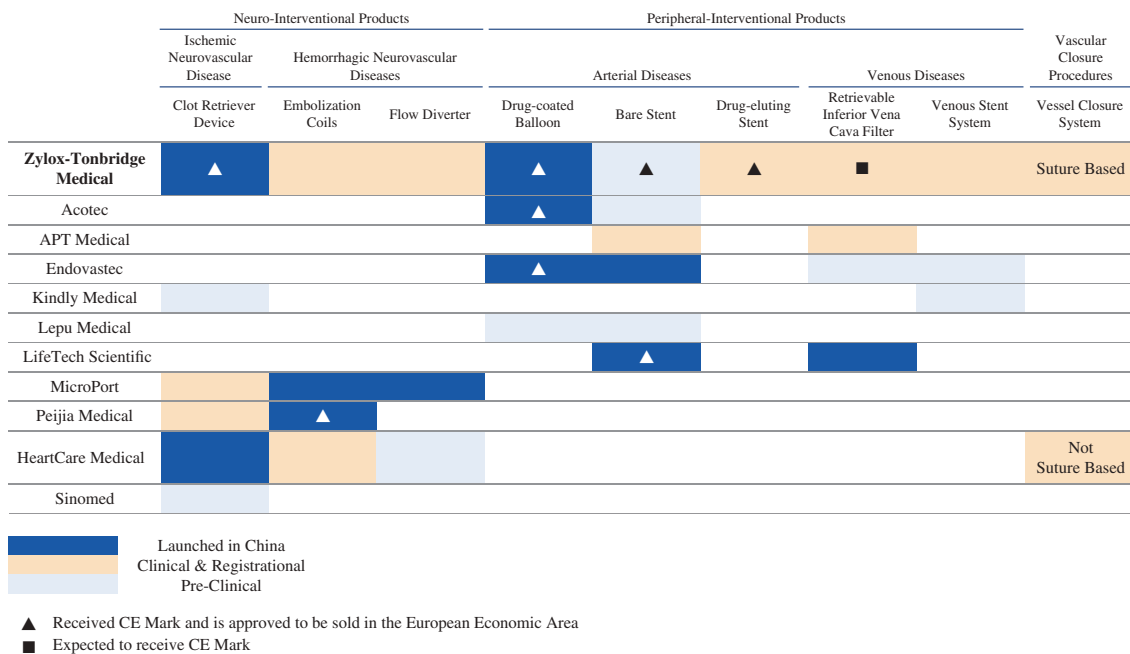 Neuro-Interventional Products
Peripheral-Interventional Products
Ischemic
Neurovascular
Disease
Hemorrhagic Neurovascular
Diseases
Arterial Diseases
Venous Diseases
Vascular
Closure
Procedures
Clot Retriever
Device
Embolization
Coils
Flow Diverter
Drug-coated
Balloon
Bare Stent
Drug-eluting
Stent
Retrievable
Inferior Vena
Cava Filter
Venous Stent
System
Vessel Closure
System
Zylox-Tonbridge
Medical
Suture Based
Acotec
APT Medical
Endovastec
Kindly Medical
Lepu Medical
LifeTech Scientific
MicroPort
Peijia Medical
HeartCare Medical
Not
Suture Based
Sinomed
Launched in China
Clinical & Registrational
Pre-Clinical
▲ Received CE Mark and is approved to be sold in the European Economic Area
■ Expected to receive CE Mark